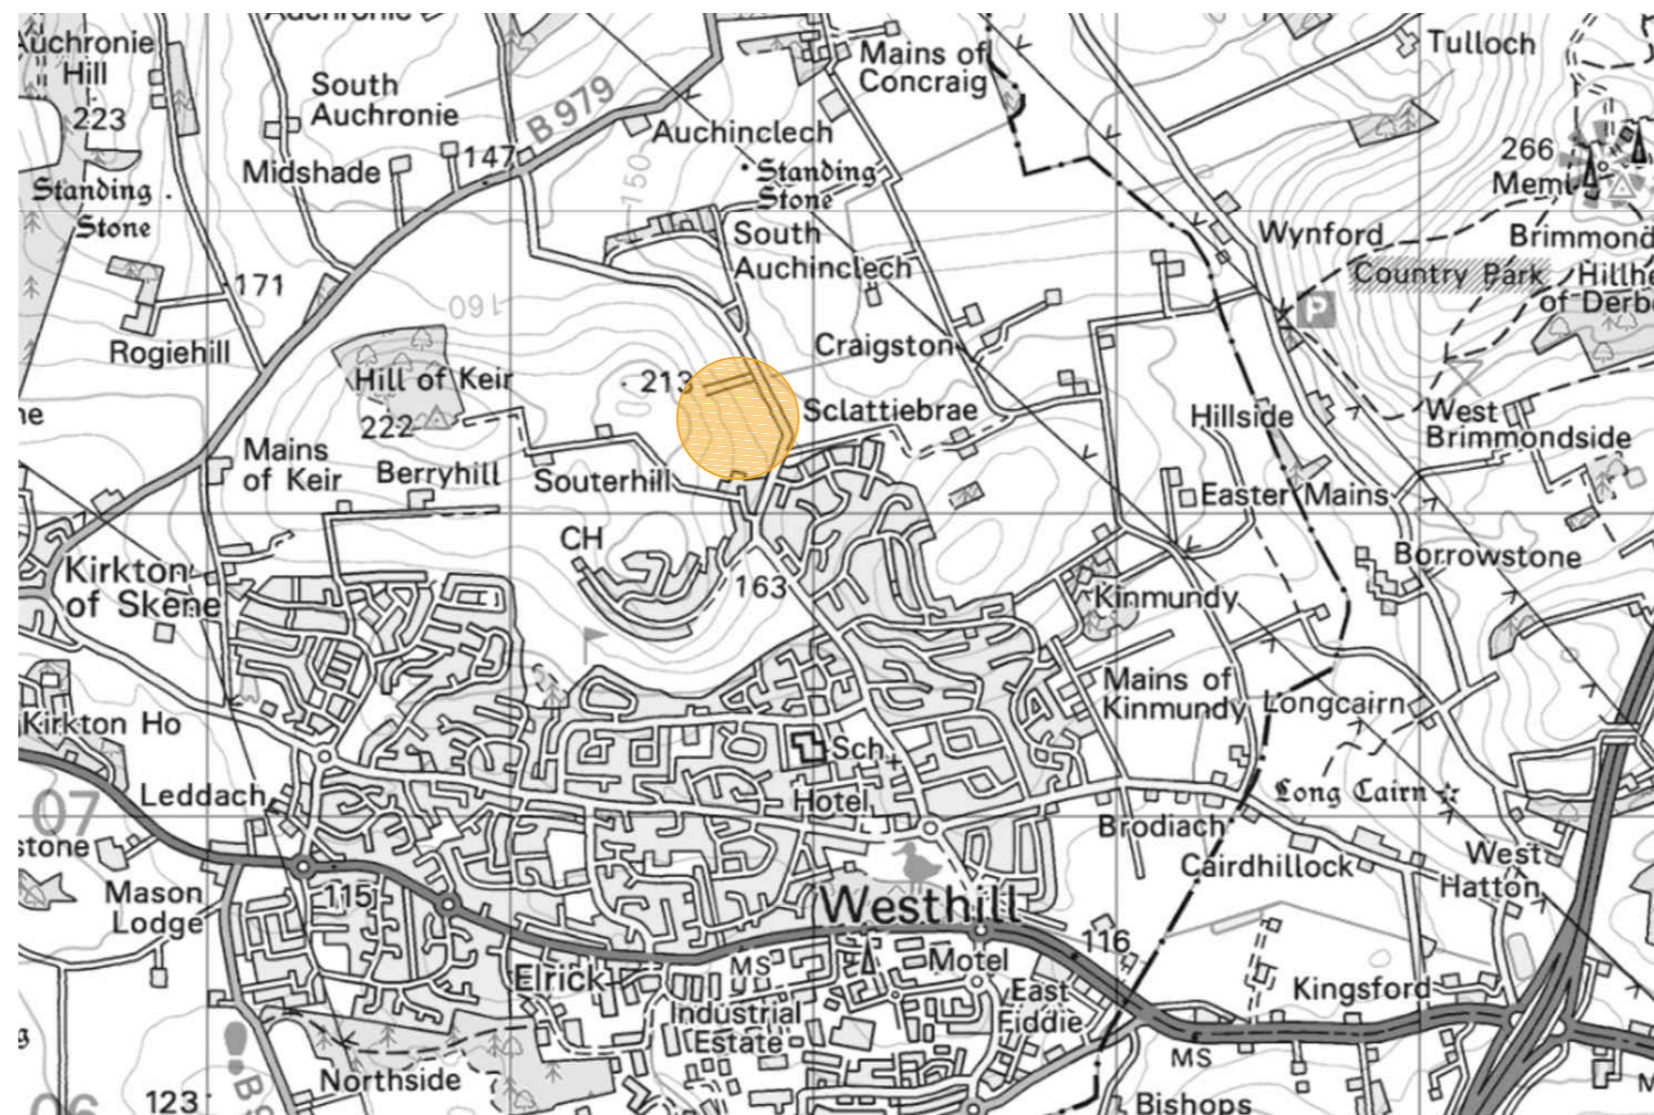 Auchronie
Auchronie
Hill
223
South
Auchronie
B 979
Mains of
Concraig
Tulloch
Auchinclech
147
Midshade
Standing
Stone
150
Standing
Stone
266
Meml
South
Auchinclech
Wynford
Brimmond
Country Park
P
171
160
Rogiehill
Craigston
Hill of Keir
222
213
Sclattiebrae
Hillside
West
Brimmondside
Mains
of Keir
Berryhill
Souterhill
Easter Mains
CH
Kirkton
of Skene
163
Kinmundy
Borrowstone
Mains of
Kinmundy
Longcairn
Kirkton Ho
Sch
Leddach
Hotel
Long Cairn
07
Brodiach
Cairdhillock
West
Hatton
Mason
Lodge
115
Westhill
116
Elrick
MS
Motel
Industrial
Estate
East
Fiddie
Kingsford
MS
Northside
123
Bishops